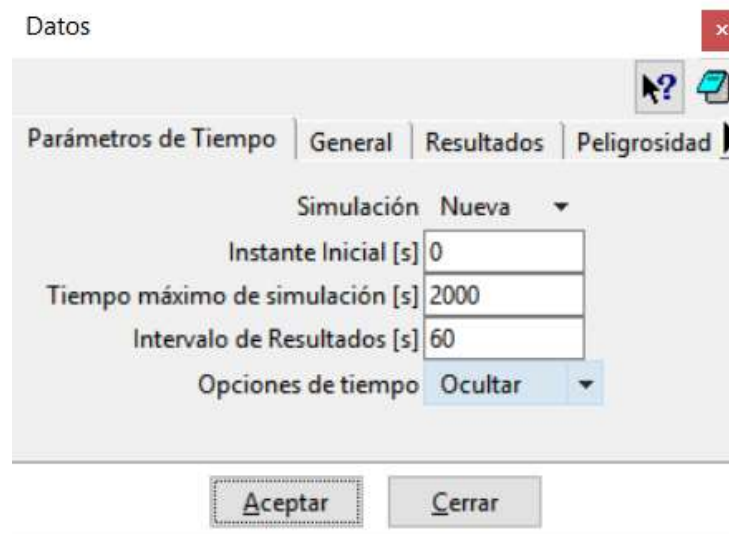 Datos
Parámetros de Tiempo General Resultados Peligrosidad
Simulación Nueva
Instante Inicial [s] 0
Tiempo máximo de simulación [s] 2000
Intervalo de Resultados [s] 60
Opciones de tiempo Ocultar
Aceptar Cerrar